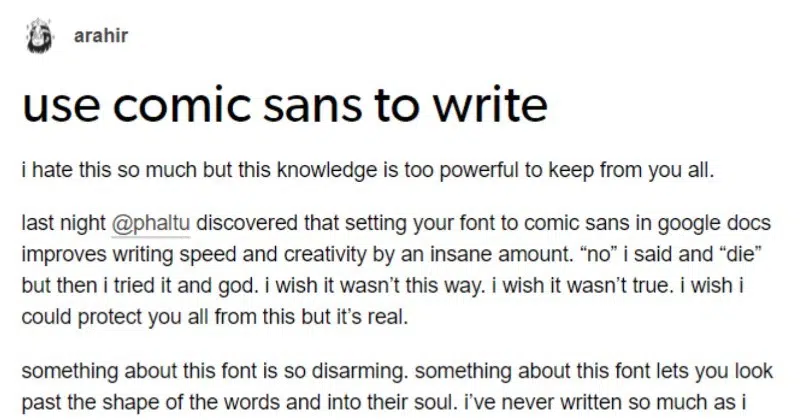 arahir
use comic sans to write
i hate this so much but this knowledge is too powerful to keep from you all.
last night @phaltu discovered that setting your font to comic sans in google docs
improves writing speed and creativity by an insane amount. “no” i said and “die”
but then i tried it and god. i wish it wasn’t this way. i wish it wasn’t true. i wish i
could protect you all from this but it’s real.
something about this font is so disarming. something about this font lets you look
past the shape of the words and into their soul. i’ve never written so much as i